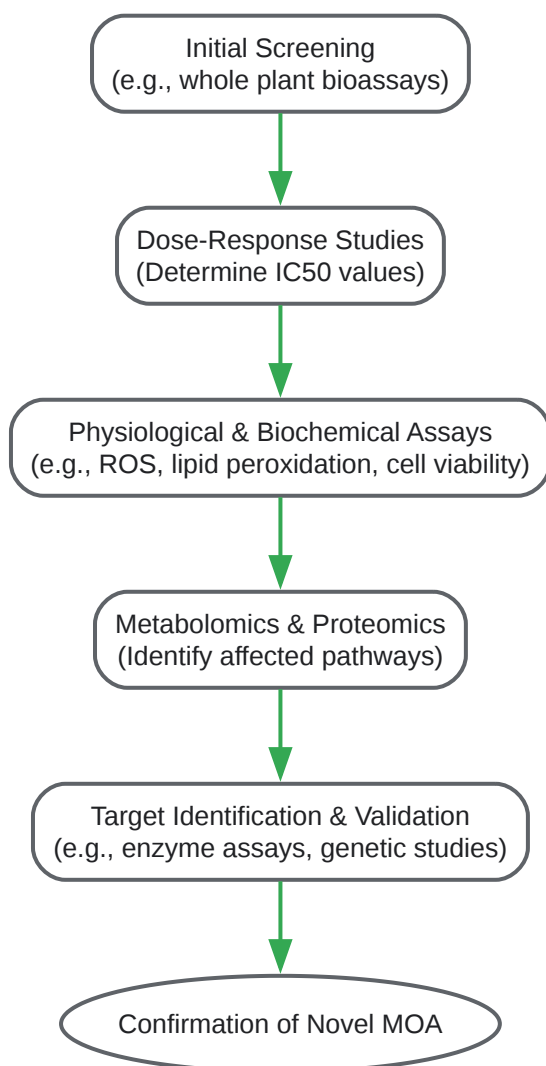 Initial Screening
(e.g., whole plant bioassays)
Dose-Response Studies
(Determine IC50 values)
Physiological & Biochemical Assays
(e.g., ROS, lipid peroxidation, cell viability)
Metabolomics & Proteomics
(Identify affected pathways)
Target Identification & Validation
(e.g., enzyme assays, genetic studies)
Confirmation of Novel MOA